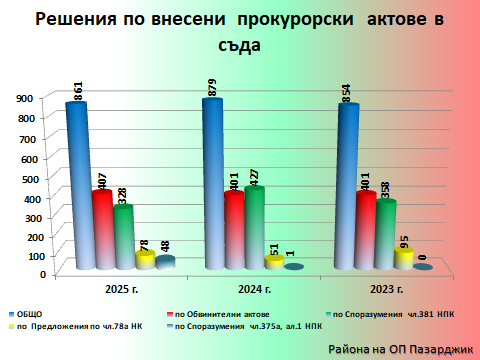 Решения по внесени прокурорски актове в
съда
900
800
700
600
500
400
300
200
100
0
861
407
328
78
48
879
401
427
51
1
854
401
358
95
0
2025 г.
2024 г.
2023 г.
ОБЩО
по Обвинителни актове
по Споразумения чл.381 НПК
по Предложения по чл.78а НК
по Споразумения чл.375а, ал.1 НПК
Района на ОП Пазарджик